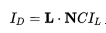 I_D = L · NCI_L .